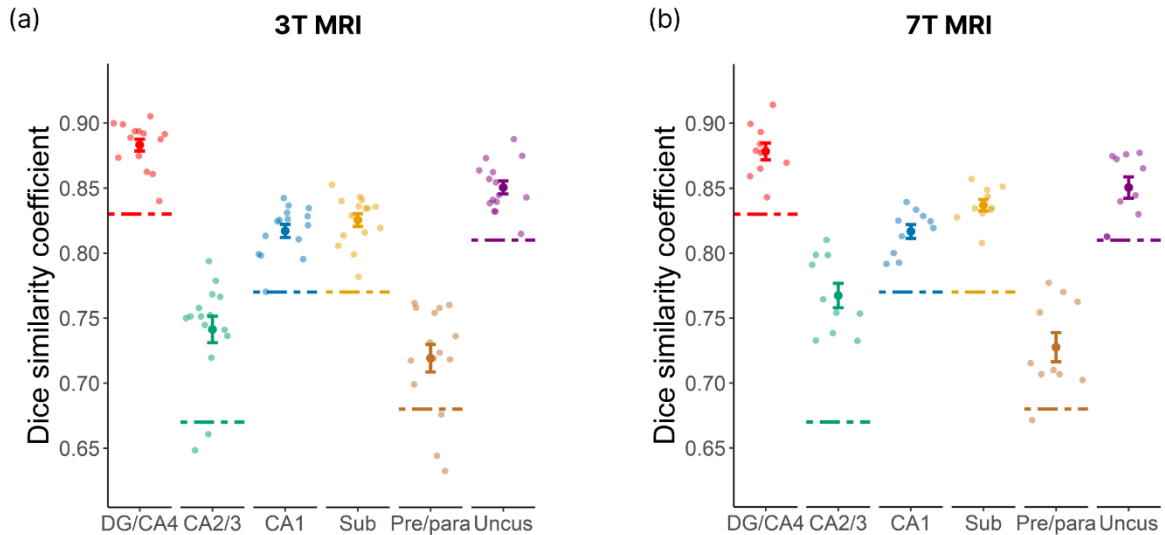 (a)
3T MRI
Dice similarity coefficient
0.90
0.85
0.80
0.75
0.70
0.65
DG/CA4 CA2/3 CA1 Sub Pre/para Uncus
(b)
7T MRI
Dice similarity coefficient
0.90
0.85
0.80
0.75
0.70
0.65
DG/CA4 CA2/3 CA1 Sub Pre/para Uncus